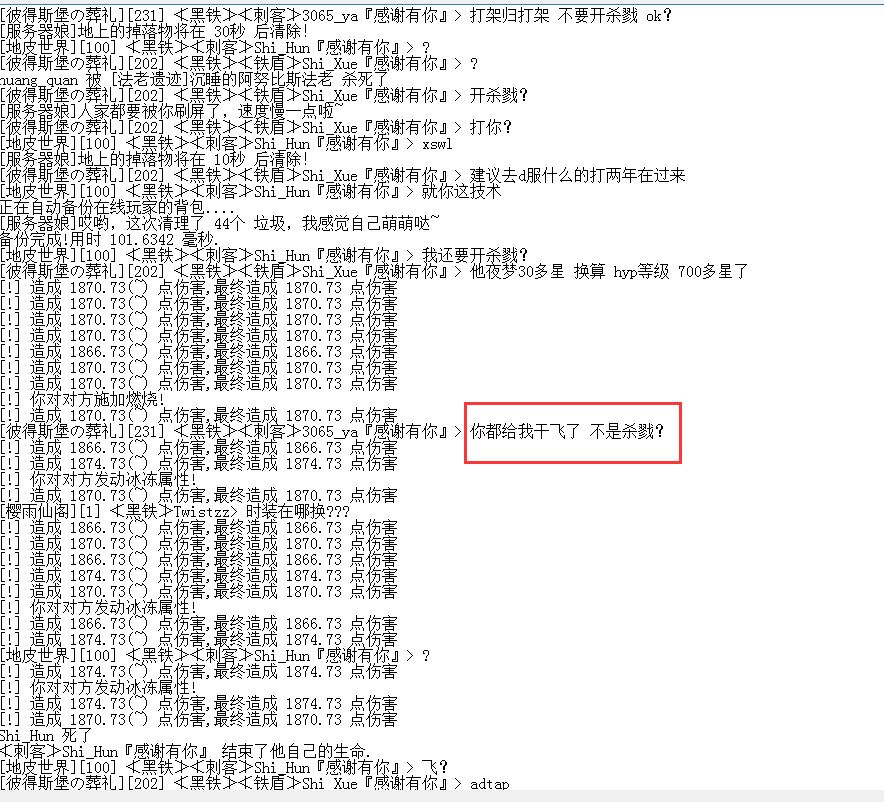 [彼得斯堡の葬礼][231] <黑铁><刺客>3065_ya『感谢有你』> 打架归打架 不要开杀戮 ok?
[服务器娘]地上的掉落物将在 30秒 后清除!
[地皮世界][100] <黑铁><刺客>Shi_Hun『感谢有你』> ?
[彼得斯堡の葬礼][202] <黑铁><铁盾>Shi_Xue『感谢有你』> ?
huang_quan 被 [法老遗迹]沉睡的阿努比斯法老 杀死了
[彼得斯堡の葬礼][202] <黑铁><铁盾>Shi_Xue『感谢有你』> 开杀戮?
[服务器娘]人家都要被你刷屏了, 速度慢一点啦~
[彼得斯堡の葬礼][202] <黑铁><铁盾>Shi_Xue『感谢有你』> 打你?
[地皮世界][100] <黑铁><刺客>Shi_Hun『感谢有你』> xswl
[服务器娘]地上的掉落物将在 10秒 后清除!
[彼得斯堡の葬礼][202] <黑铁><铁盾>Shi_Xue『感谢有你』> 建议去d服什么的打两年在过来
[地皮世界][100] <黑铁><刺客>Shi_Hun『感谢有你』> 就你这技术
正在自动备份在线玩家的背包....
[服务器娘]哎哟, 这次清理了 44个 垃圾, 我感觉自己萌萌哒~
备份完成!用时 101.6342 毫秒.
[地皮世界][100] <黑铁><刺客>Shi_Hun『感谢有你』> 我还要开杀戮?
[彼得斯堡の葬礼][202] <黑铁><铁盾>Shi_Xue『感谢有你』> 他夜梦30多星 换算 hyp等级 700多星了
[!] 造成 1870.73(~) 点伤害,最终造成 1870.73 点伤害
[!] 造成 1870.73(~) 点伤害,最终造成 1870.73 点伤害
[!] 造成 1870.73(~) 点伤害,最终造成 1870.73 点伤害
[!] 造成 1870.73(~) 点伤害,最终造成 1870.73 点伤害
[!] 造成 1866.73(~) 点伤害,最终造成 1866.73 点伤害
[!] 造成 1870.73(~) 点伤害,最终造成 1870.73 点伤害
[!] 造成 1870.73(~) 点伤害,最终造成 1870.73 点伤害
[!] 你对对方施加燃烧!
[!] 造成 1870.73(~) 点伤害,最终造成 1870.73 点伤害
[彼得斯堡の葬礼][231] <黑铁><刺客>3065_ya『感谢有你』> 你都给我干飞了 不是杀戮?
[!] 造成 1866.73(~) 点伤害,最终造成 1866.73 点伤害
[!] 造成 1874.73(~) 点伤害,最终造成 1874.73 点伤害
[!] 你对对方发动冰冻属性!
[!] 造成 1870.73(~) 点伤害,最终造成 1870.73 点伤害
[樱雨仙阁][1] <黑铁>Twistzz> 时装在哪换???
[!] 造成 1866.73(~) 点伤害,最终造成 1866.73 点伤害
[!] 造成 1870.73(~) 点伤害,最终造成 1870.73 点伤害
[!] 造成 1866.73(~) 点伤害,最终造成 1866.73 点伤害
[!] 造成 1874.73(~) 点伤害,最终造成 1874.73 点伤害
[!] 造成 1870.73(~) 点伤害,最终造成 1870.73 点伤害
[!] 你对对方发动冰冻属性!
[!] 造成 1866.73(~) 点伤害,最终造成 1866.73 点伤害
[!] 造成 1874.73(~) 点伤害,最终造成 1874.73 点伤害
[地皮世界][100] <黑铁><刺客>Shi_Hun『感谢有你』> ?
[!] 造成 1874.73(~) 点伤害,最终造成 1874.73 点伤害
[!] 你对对方发动冰冻属性!
[!] 造成 1874.73(~) 点伤害,最终造成 1874.73 点伤害
[!] 造成 1870.73(~) 点伤害,最终造成 1870.73 点伤害
Shi_Hun 死了
<刺客>Shi_Hun『感谢有你』 结束了他自己的生命.
[地皮世界][100] <黑铁><刺客>Shi_Hun『感谢有你』> 飞?
[彼得斯堡の葬礼][202] <黑铁><铁盾>Shi_Xue『感谢有你』> adtap